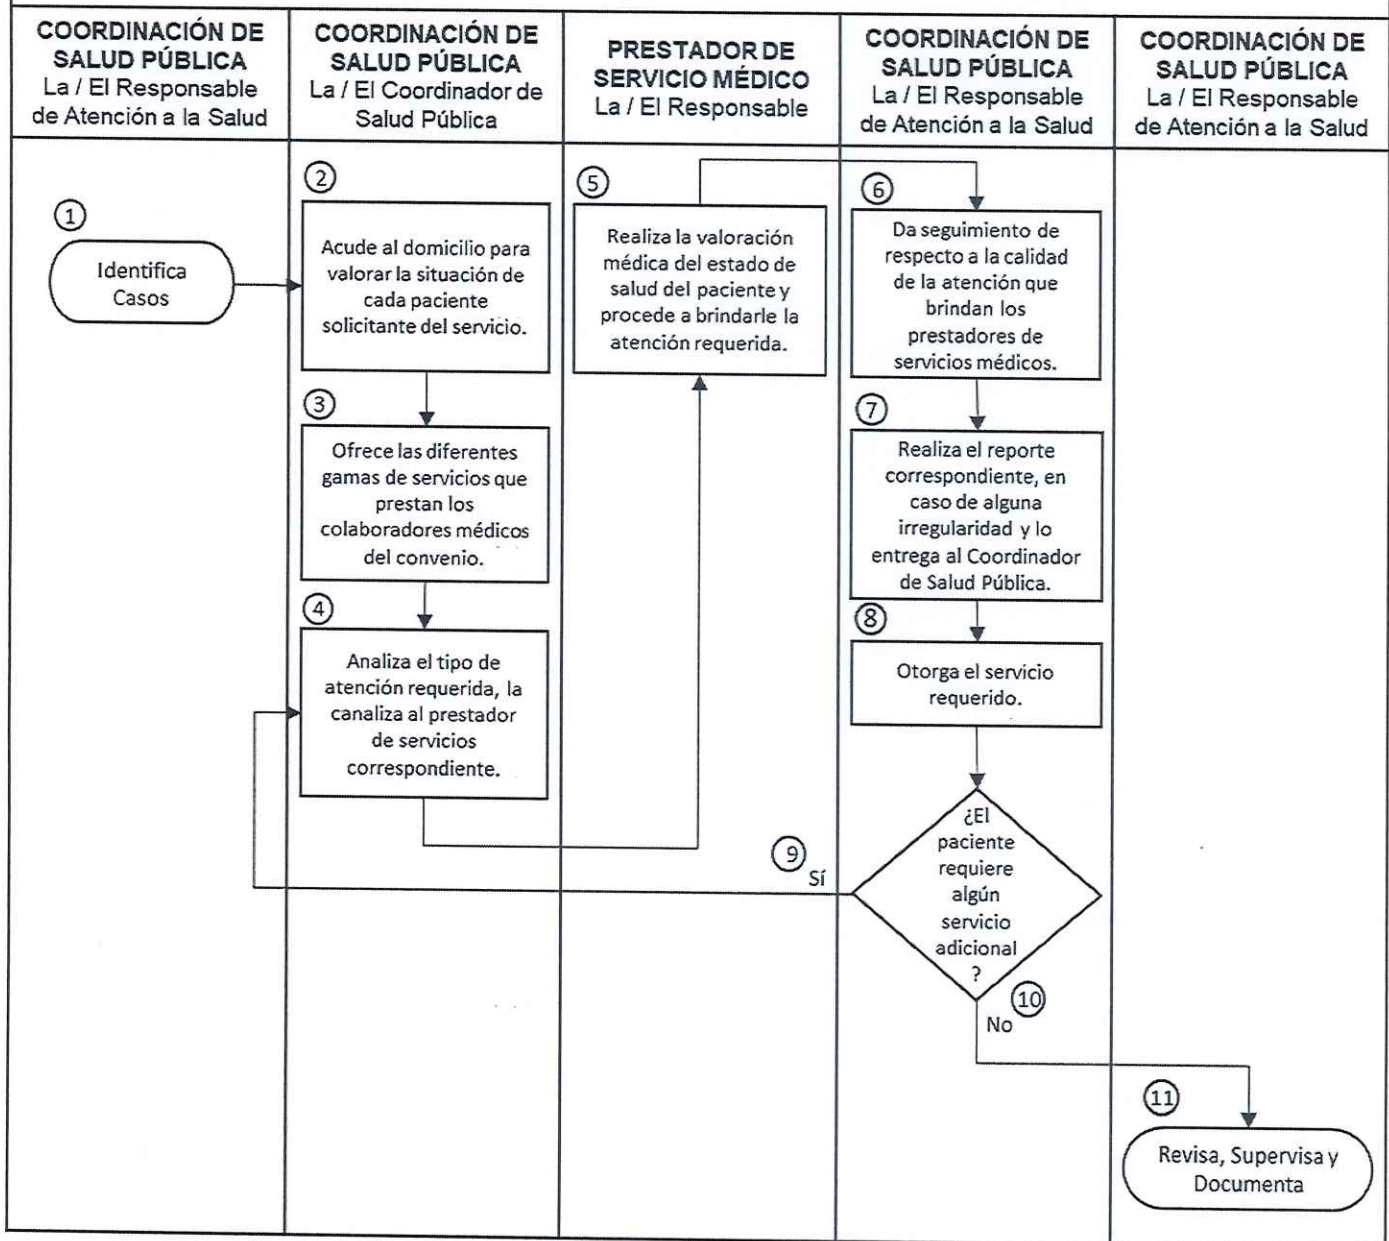 COORDINACIÓN DE
SALUD PÚBLICA
La / El Responsable
de Atención a la Salud
COORDINACIÓN DE
SALUD PÚBLICA
La / El Coordinador de
Salud Pública
PRESTADOR DE
SERVICIO MÉDICO
La / El Responsable
COORDINACIÓN DE
SALUD PÚBLICA
La / El Responsable
de Atención a la Salud
COORDINACIÓN DE
SALUD PÚBLICA
La / El Responsable
de Atención a la Salud
1
Identifica
Casos
2
Acude al domicilio para
valorar la situación de
cada paciente
solicitante del servicio.
3
Ofrece las diferentes
gamas de servicios que
prestan los
colaboradores médicos
del convenio.
4
Analiza el tipo de
atención requerida, la
canaliza al prestador
de servicios
correspondiente.
5
Realiza la valoración
médica del estado de
salud del paciente y
procede a brindarle la
atención requerida.
6
Da seguimiento de
respecto a la calidad
de la atención que
brindan los
prestadores de
servicios médicos.
7
Realiza el reporte
correspondiente, en
caso de alguna
irregularidad y lo
entrega al Coordinador
de Salud Pública.
8
Otorga el servicio
requerido.
¿El
paciente
requiere
algún
servicio
adicional
?
9
Sí
10
No
11
Revisa, Supervisa y
Documenta